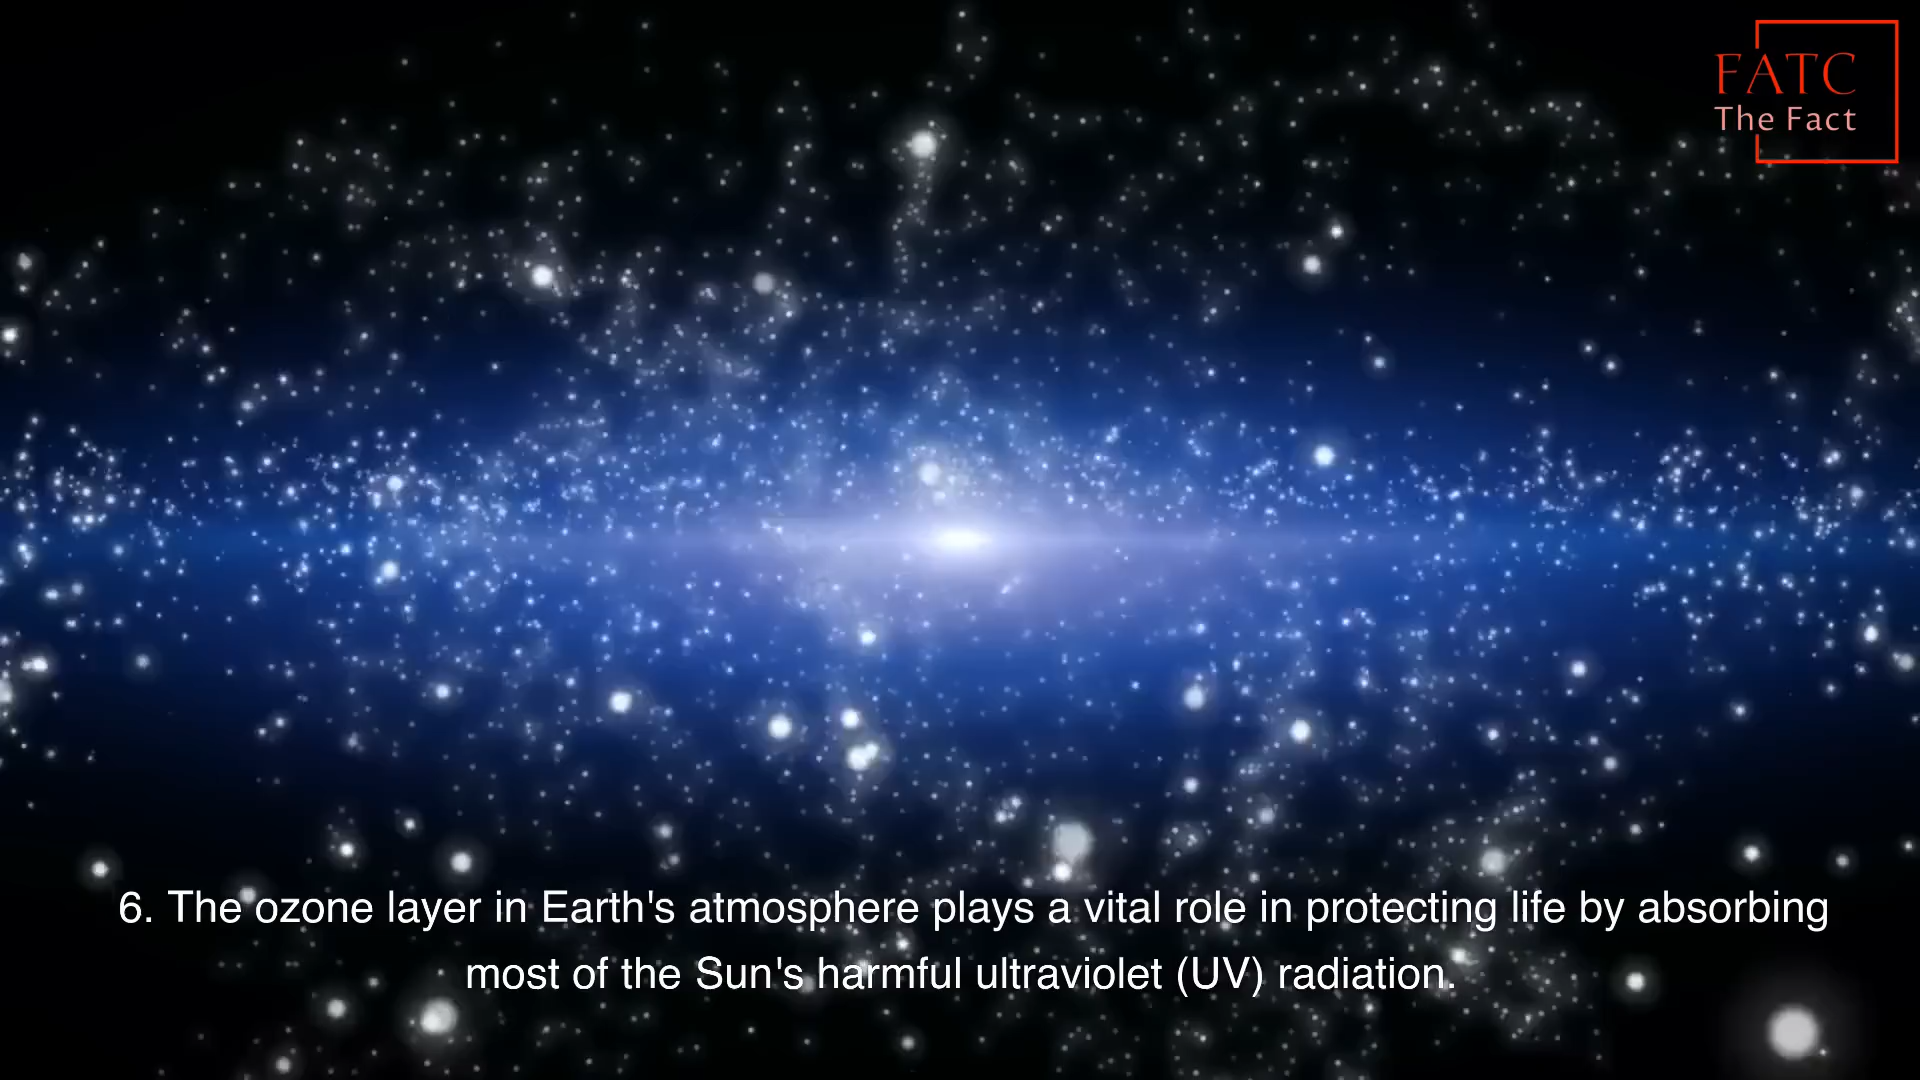 FATC
The Fact
6. The ozone layer in Earth's atmosphere plays a vital role in protecting life by absorbing
most of the Sun's harmful ultraviolet (UV) radiation.